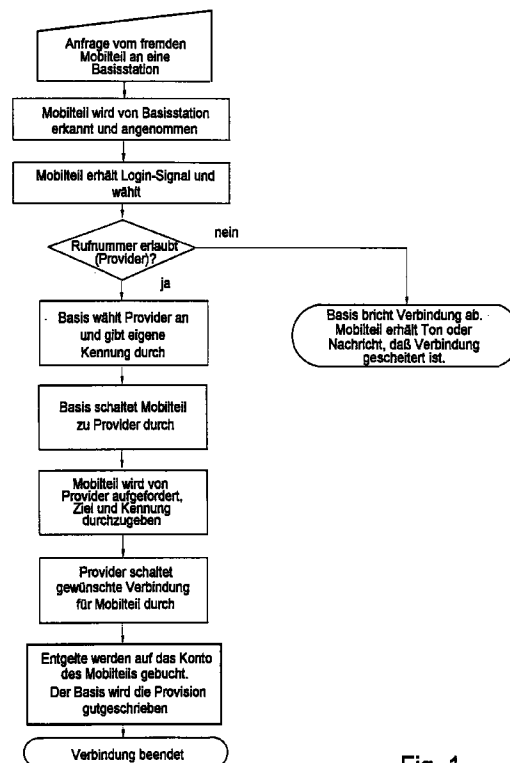 Anfrage vom fremden
Mobilteil an eine
Basisstation
Mobilteil wird von Basisstation
erkannt und angenommen
Mobilteil erhält Login-Signal und
wählt
Rufnummer erlaubt
(Provider)?
nein
ja
Basis wählt Provider an
und gibt eigene
Kennung durch
Basis bricht Verbindung ab.
Mobilteil erhält Ton oder
Nachricht, daß Verbindung
gescheitert ist.
Basis schaltet Mobilteil
zu Provider durch
Mobilteil wird von
Provider aufgefordert,
Ziel und Kennung
durchzugeben
Provider schaltet
gewünschte Verbindung
für Mobilteil durch
Entgelte werden auf das Konto
des Mobilteils gebucht.
Der Basis wird die Provision
gutgeschrieben
Verbindung beendet
Fig. 1